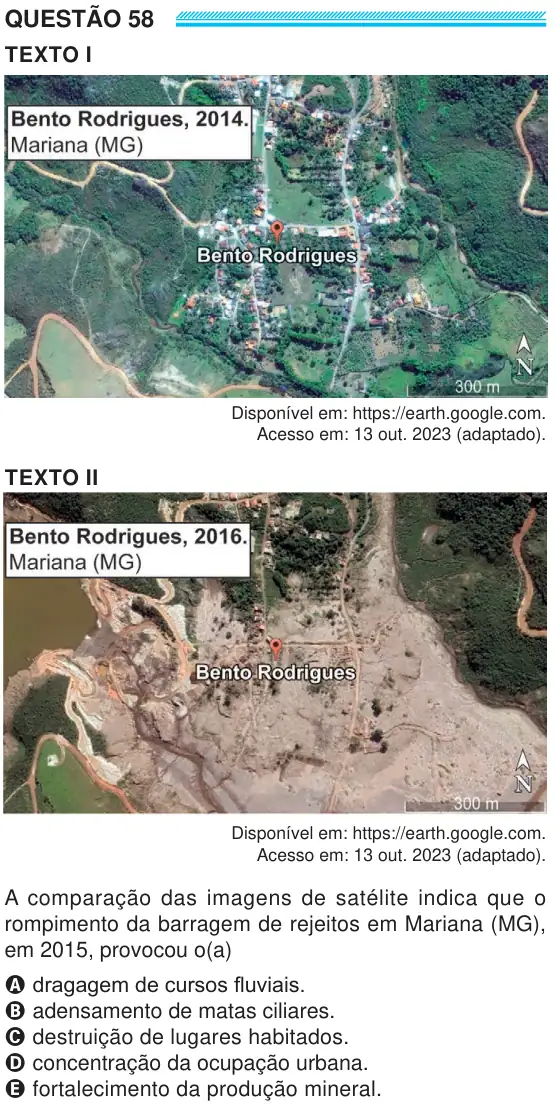 QUESTÃO 58
TEXTO I
Bento Rodrigues, 2014.
Mariana (MG)
Bento Rodrigues
N
300 m
Disponível em: https://earth.google.com.
Acesso em: 13 out. 2023 (adaptado).
TEXTO II
Bento Rodrigues, 2016.
Mariana (MG)
Bento Rodrigues
N
300 m
Disponível em: https://earth.google.com.
Acesso em: 13 out. 2023 (adaptado).
A comparação das imagens de satélite indica que o
rompimento da barragem de rejeitos em Mariana (MG),
em 2015, provocou o(a)
A dragagem de cursos fluviais.
B adensamento de matas ciliares.
C destruição de lugares habitados.
D concentração da ocupação urbana.
E fortalecimento da produção mineral.